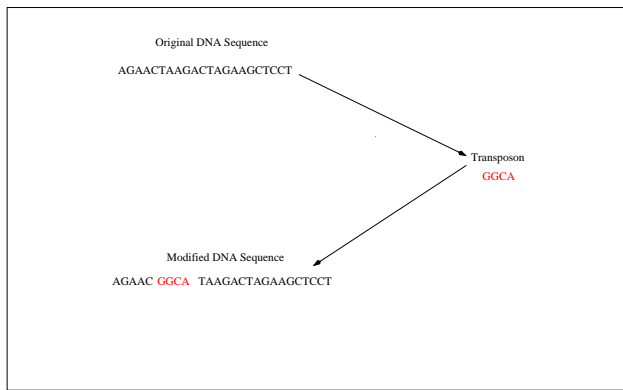 Original DNA Sequence
AGAACTAAGACTAGAAGCTCCT
Transposon
GGCA
Modified DNA Sequence
AGAAC GGCA TAAGACTAGAAGCTCCT